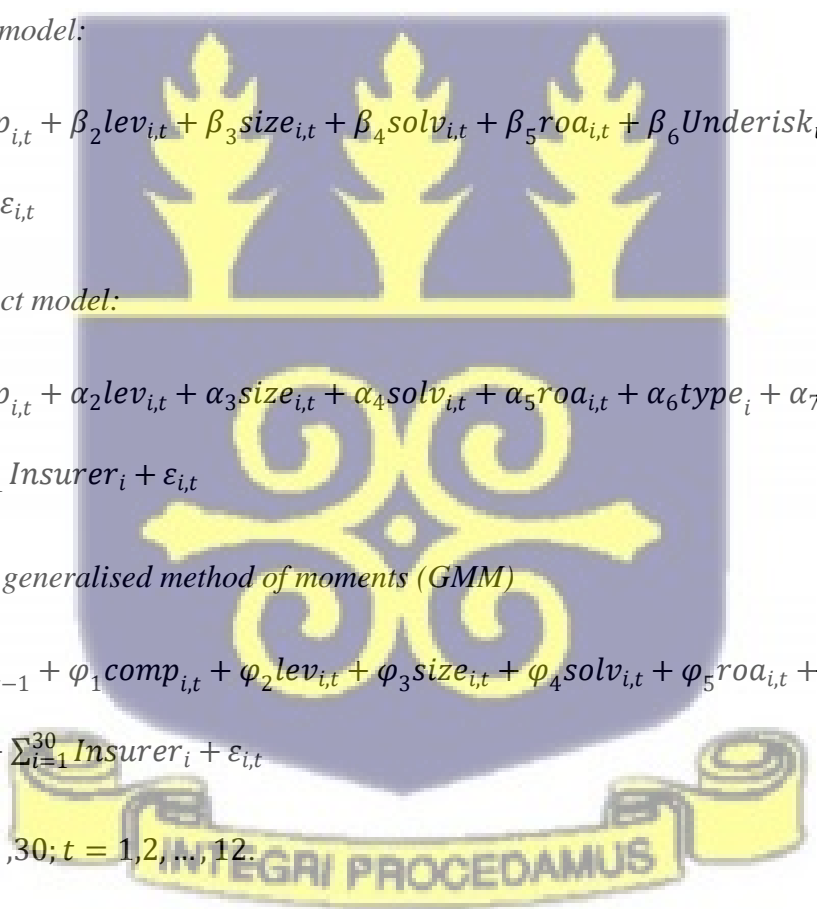 model:
p_{i,t} + β_2lev_{i,t} + β_3size_{i,t} + β_4solv_{i,t} + β_5roa_{i,t} + β_6Underisk_i
ε_{i,t}
ct model:
p_{i,t} + α_2lev_{i,t} + α_3size_{i,t} + α_4solv_{i,t} + α_5roa_{i,t} + α_6type_i + α_7
Insurer_i + ε_{i,t}
generalised method of moments (GMM)
−1 + φ_1comp_{i,t} + φ_2lev_{i,t} + φ_3size_{i,t} + φ_4solv_{i,t} + φ_5roa_{i,t} +
∑_{i=1}^{30} Insurer_i + ε_{i,t}
,30; t = 1,2, … ,12.
INTEGRI PROCEDAMUS